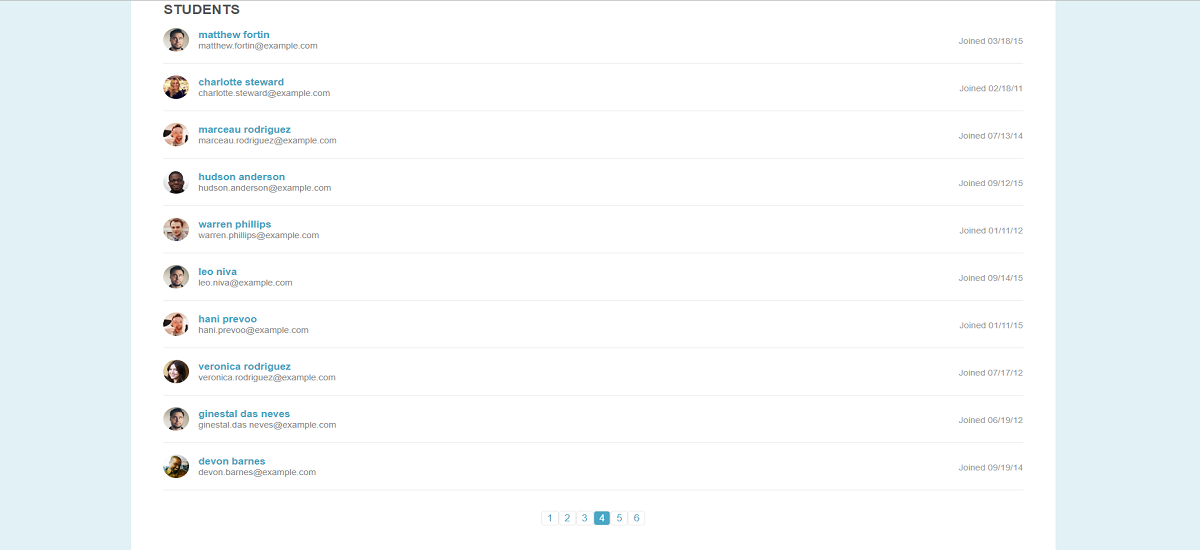 STUDENTS
matthew fortin
matthew.fortin@example.com
Joined 03/18/15
charlotte steward
charlotte.steward@example.com
Joined 02/18/11
marceau rodriguez
marceau.rodriguez@example.com
Joined 07/13/14
hudson anderson
hudson.anderson@example.com
Joined 09/12/15
warren phillips
warren.phillips@example.com
Joined 01/11/12
leo niva
leo.niva@example.com
Joined 09/14/15
hani prevoo
hani.prevoo@example.com
Joined 01/11/15
veronica rodriguez
veronica.rodriguez@example.com
Joined 07/17/12
ginestal das neves
ginestal.das neves@example.com
Joined 06/19/12
devon barnes
devon.barnes@example.com
Joined 09/19/14
1 2 3 4 5 6